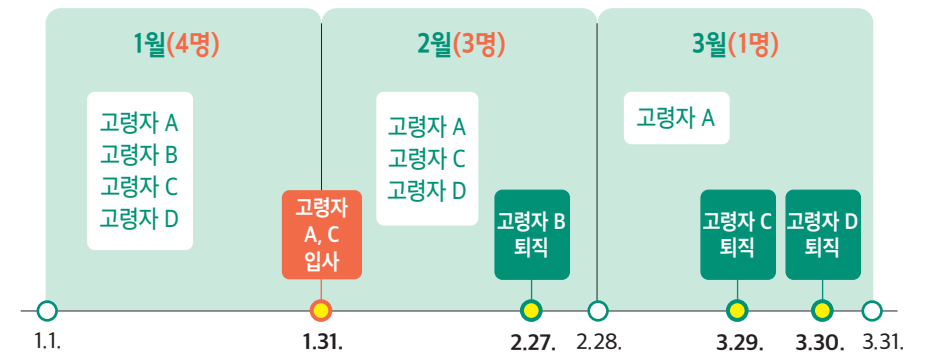 1월(4명)
2월(3명)
3월(1명)
고령자 A
고령자 B
고령자 C
고령자 D
고령자 A
고령자 C
고령자 D
고령자 A
고령자
A, C
입사
고령자 B
퇴직
고령자 C
퇴직
고령자 D
퇴직
1.1.
1.31.
2.27.
2.28.
3.29.
3.30.
3.31.